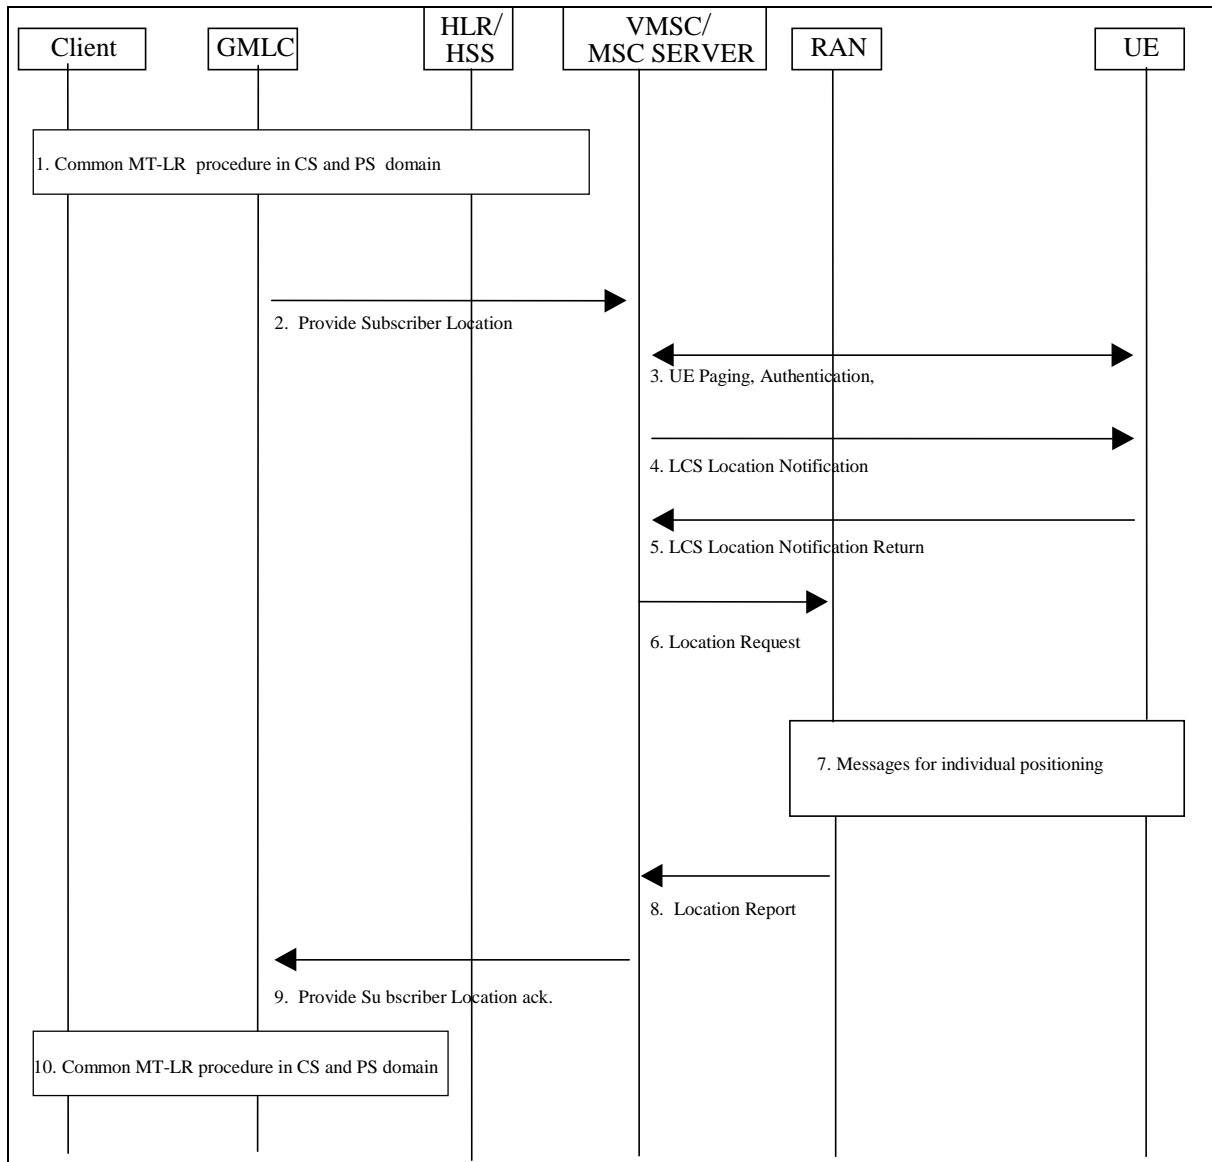 Client
GMLC
HLR/
HSS
VMSC/
MSC SERVER
RAN
UE
1. Common MT-LR procedure in CS and PS domain
2. Provide Subscriber Location
3. UE Paging, Authentication,
4. LCS Location Notification
5. LCS Location Notification Return
6. Location Request
7. Messages for individual positioning
8. Location Report
9. Provide Su bscriber Location ack.
10. Common MT-LR procedure in CS and PS domain